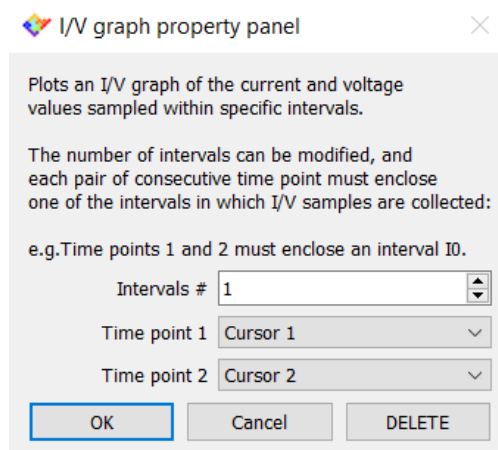 I/V graph property panel
Plots an I/V graph of the current and voltage
values sampled within specific intervals.
The number of intervals can be modified, and
each pair of consecutive time point must enclose
one of the intervals in which I/V samples are collected:
e.g.Time points 1 and 2 must enclose an interval I0.
Intervals # 1
Time point 1 Cursor 1
Time point 2 Cursor 2
OK Cancel DELETE